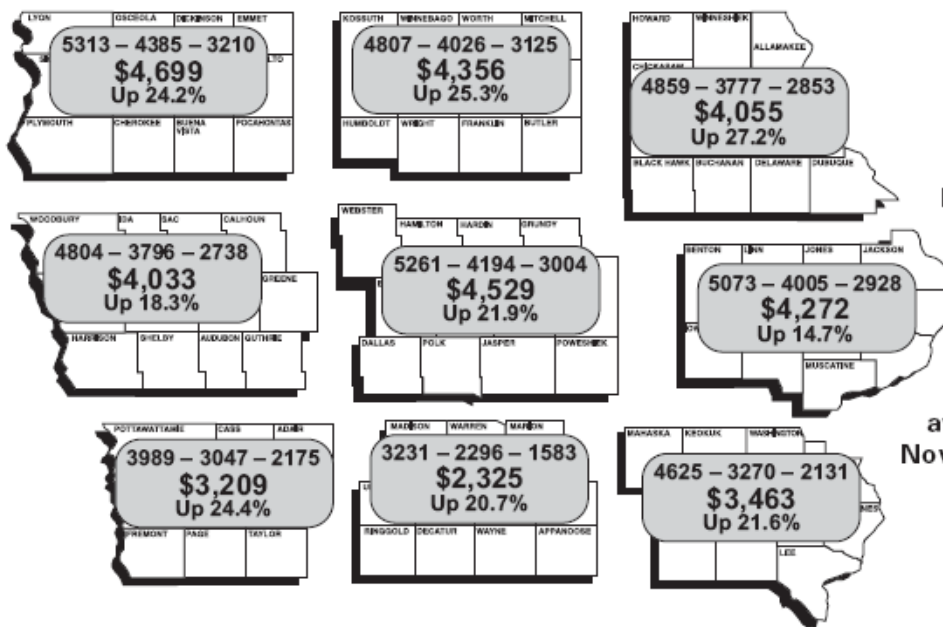 LYON OSCEOLA DICKINSON EMMET
5313 – 4385 – 3210
$4,699
Up 24.2%
PLYMOUTH CHEROKEE BUENA VISTA POCAHONTAS
KOSSUTH WINNEBAGO WORTH MITCHELL
4807 – 4026 – 3125
$4,356
Up 25.3%
HUMBOLDT WRIGHT FRANKLIN BUTLER
HOWARD WINNESHIEK
ALLAMAKEE
CHICKASAW
4859 – 3777 – 2853
$4,055
Up 27.2%
BLACK HAWK BUCHANAN DELAWARE DUBUQUE
WOODBURY IDA SAC CALHOUN
4804 – 3796 – 2738
$4,033
Up 18.3%
GREENE
HARRISON SHELBY AUDUBON GUTHRIE
WEBSTER
HAMILTON HARDIN GRUNDY
5261 – 4194 – 3004
$4,529
Up 21.9%
DALLAS POLK JASPER POWESHIEK
BENTON LINN JONES JACKSON
5073 – 4005 – 2928
$4,272
Up 14.7%
MUSCATINE
POTTAWATTAMIE CASS ADAIR
3989 – 3047 – 2175
$3,209
Up 24.4%
FREMONT PAGE TAYLOR
MADISON WARREN MARION
3231 – 2296 – 1583
$2,325
Up 20.7%
RINGGOLD DECATUR WAYNE APPANOOSE
MAHASKA KEOKUK WASHINGTON
4625 – 3270 – 2131
$3,463
Up 21.6%
LEE
Nov